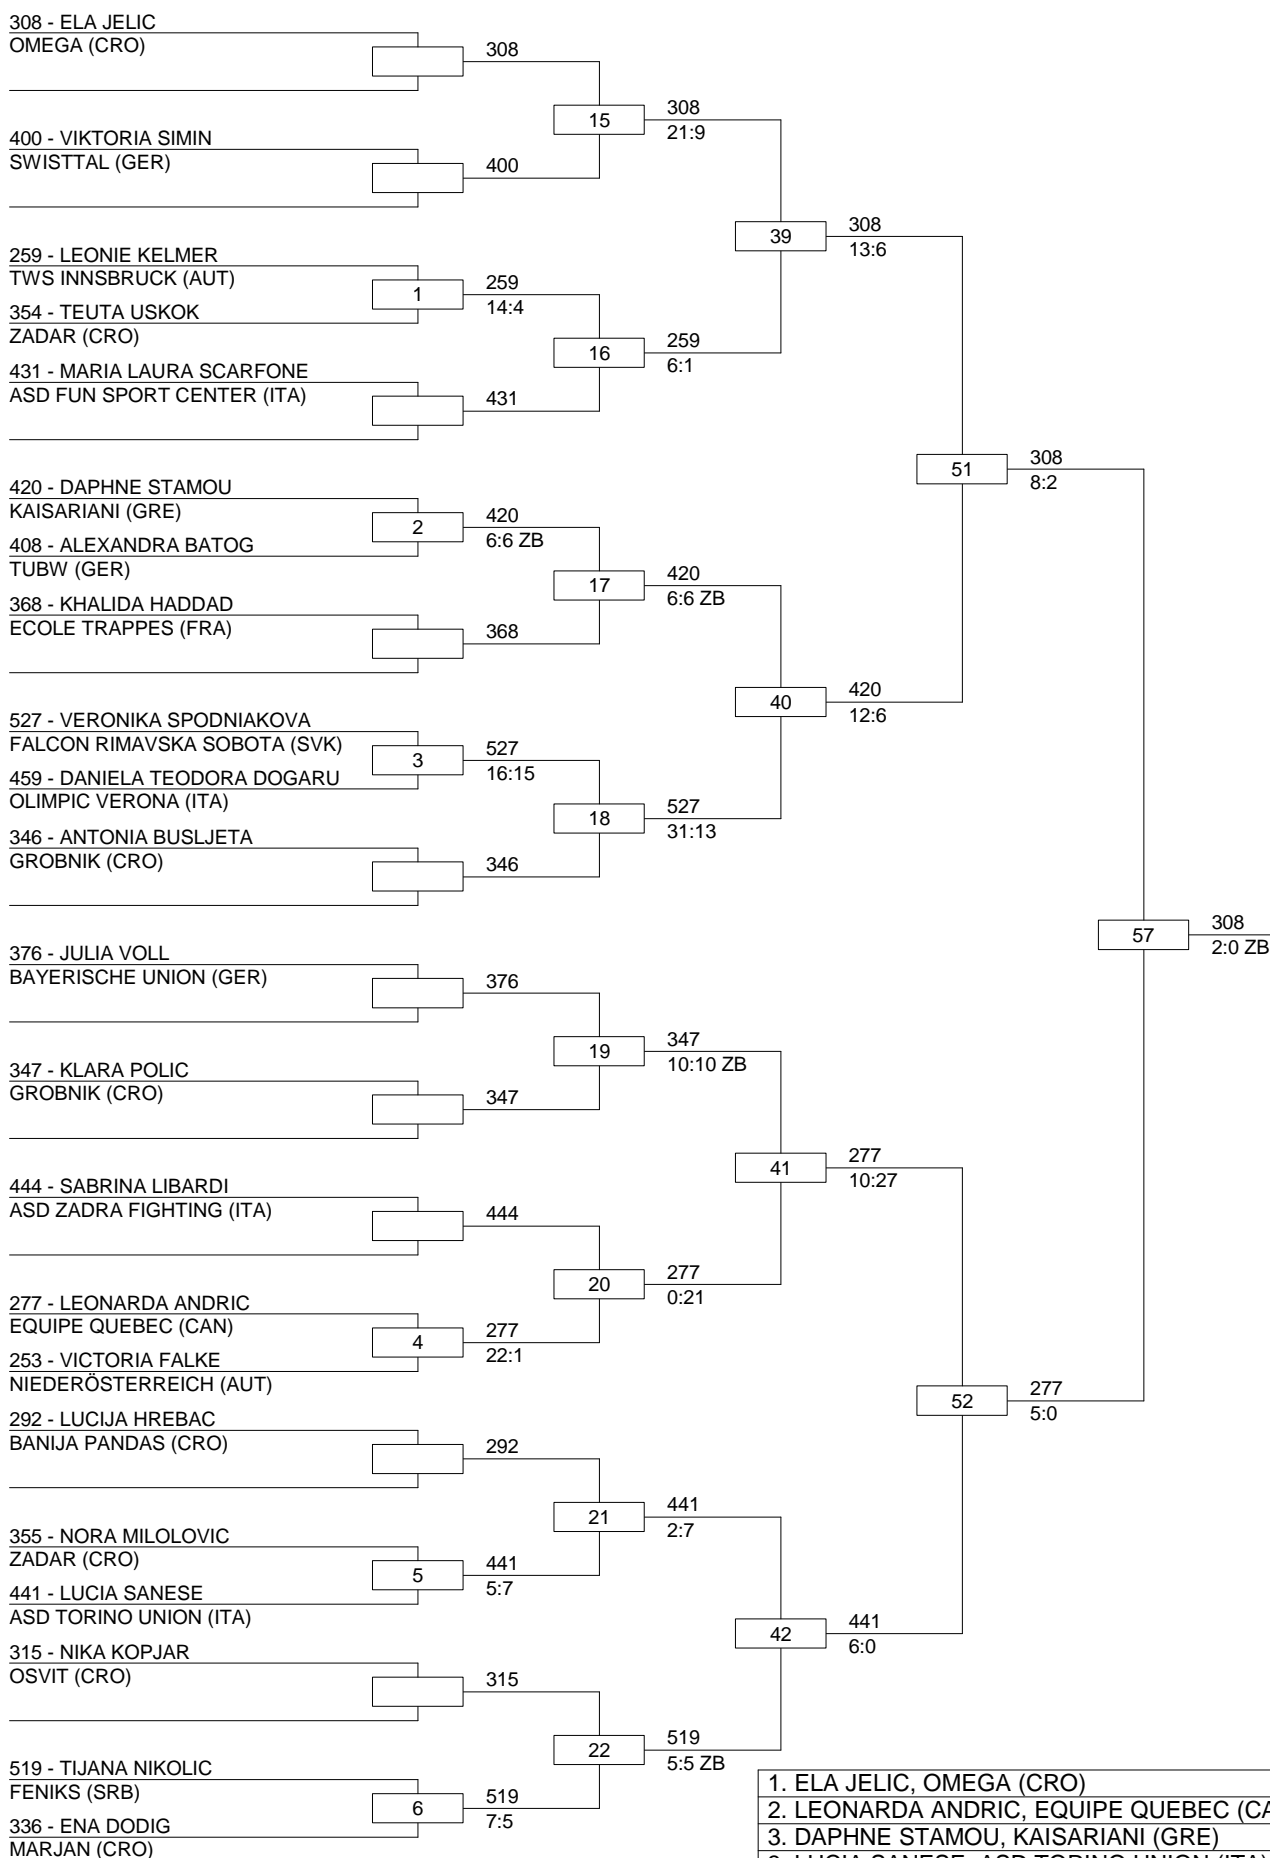 308 - ELA JELIC
OMEGA (CRO)
308
15
308
21:9
400 - VIKTORIA SIMIN
SWISTTAL (GER)
400
39
308
13:6
259 - LEONIE KELMER
TWS INNSBRUCK (AUT)
1
259
14:4
354 - TEUTA USKOK
ZADAR (CRO)
16
259
6:1
431 - MARIA LAURA SCARFONE
ASD FUN SPORT CENTER (ITA)
431
51
308
8:2
420 - DAPHNE STAMOU
KAISARIANI (GRE)
2
420
6:6 ZB
408 - ALEXANDRA BATOG
TUBW (GER)
17
420
6:6 ZB
368 - KHALIDA HADDAD
ECOLE TRAPPES (FRA)
368
40
420
12:6
527 - VERONIKA SPODNIAKOVA
FALCON RIMAVSKA SOBOTA (SVK)
3
527
16:15
459 - DANIELA TEODORA DOGARU
OLIMPIC VERONA (ITA)
18
527
31:13
346 - ANTONIA BUSLJETA
GROBNIK (CRO)
346
57
308
2:0 ZB
376 - JULIA VOLL
BAYERISCHE UNION (GER)
376
19
347
10:10 ZB
347 - KLARA POLIC
GROBNIK (CRO)
347
41
277
10:27
444 - SABRINA LIBARDI
ASD ZADRA FIGHTING (ITA)
444
20
277
0:21
277 - LEONARDA ANDRIC
EQUIPE QUEBEC (CAN)
4
277
22:1
253 - VICTORIA FALKE
NIEDERÖSTERREICH (AUT)
52
277
5:0
292 - LUCIJA HREBAC
BANIJA PANDAS (CRO)
292
21
441
2:7
355 - NORA MILOLOVIC
ZADAR (CRO)
5
441
5:7
441 - LUCIA SANESE
ASD TORINO UNION (ITA)
42
441
6:0
315 - NIKA KOPJAR
OSVIT (CRO)
315
22
519
5:5 ZB
519 - TIJANA NIKOLIC
FENIKS (SRB)
6
519
7:5
336 - ENA DODIG
MARJAN (CRO)
1. ELA JELIC, OMEGA (CRO)
2. LEONARDA ANDRIC, EQUIPE QUEBEC (CA
3. DAPHNE STAMOU, KAISARIANI (GRE)
3. LUCIA SANESE, ASD TORINO UNION (ITA)